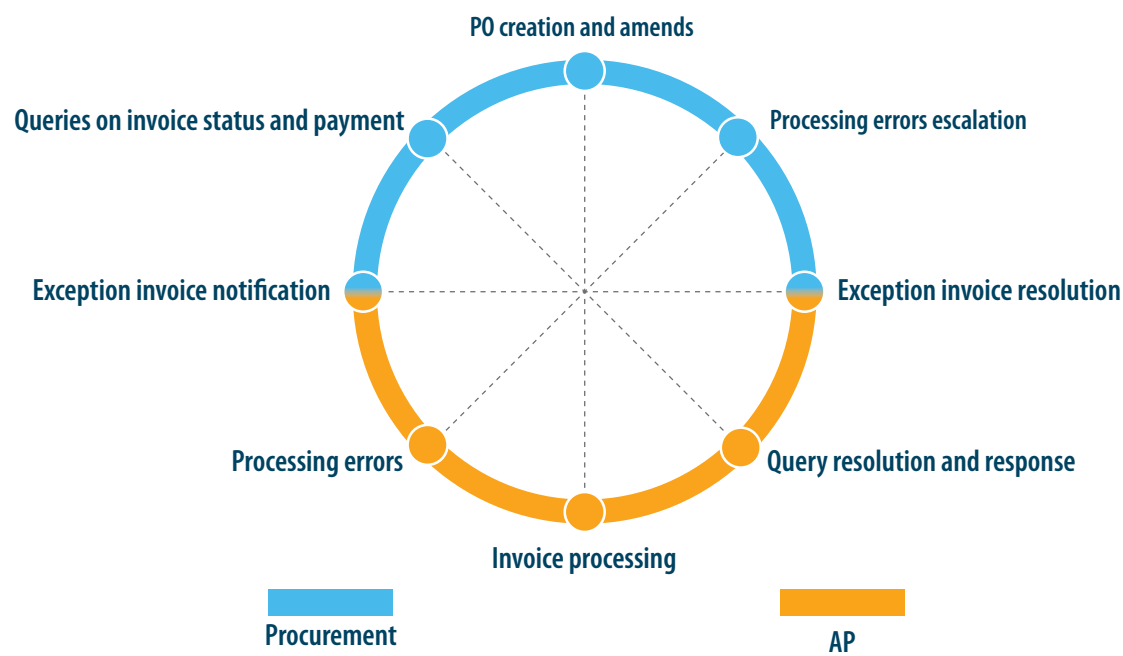 PO creation and amends
Queries on invoice status and payment
Processing errors escalation
Exception invoice notification
Exception invoice resolution
Processing errors
Query resolution and response
Invoice processing
Procurement
AP